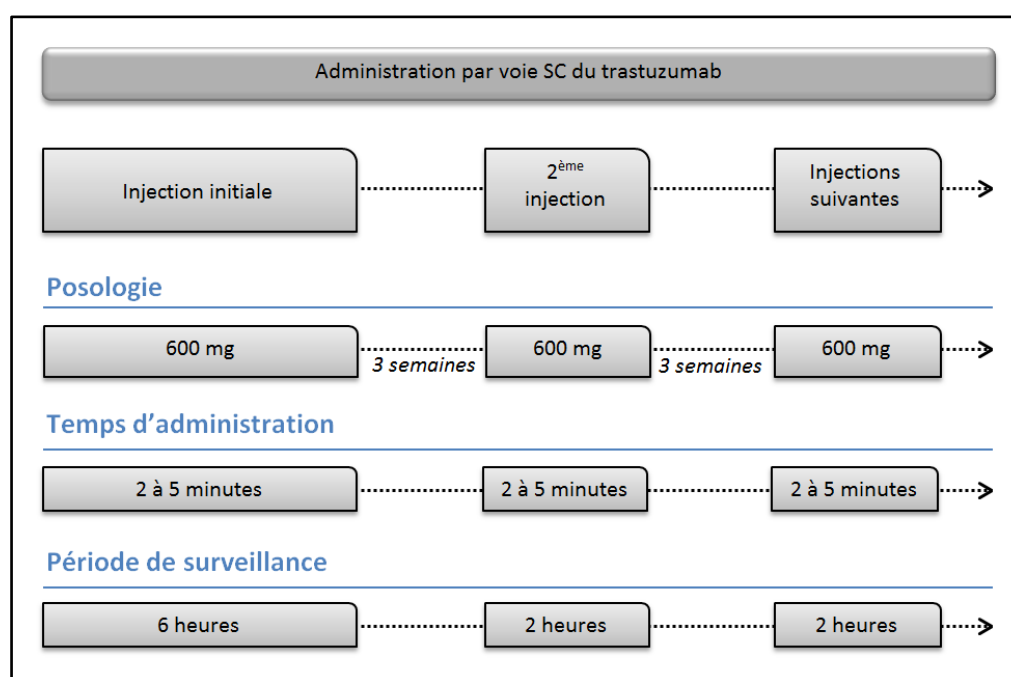 Administration par voie SC du trastuzumab
Injection initiale
2ème
injection
Injections
suivantes
Posologie
600 mg
3 semaines
600 mg
3 semaines
600 mg
Temps d’administration
2 à 5 minutes
2 à 5 minutes
2 à 5 minutes
Période de surveillance
6 heures
2 heures
2 heures